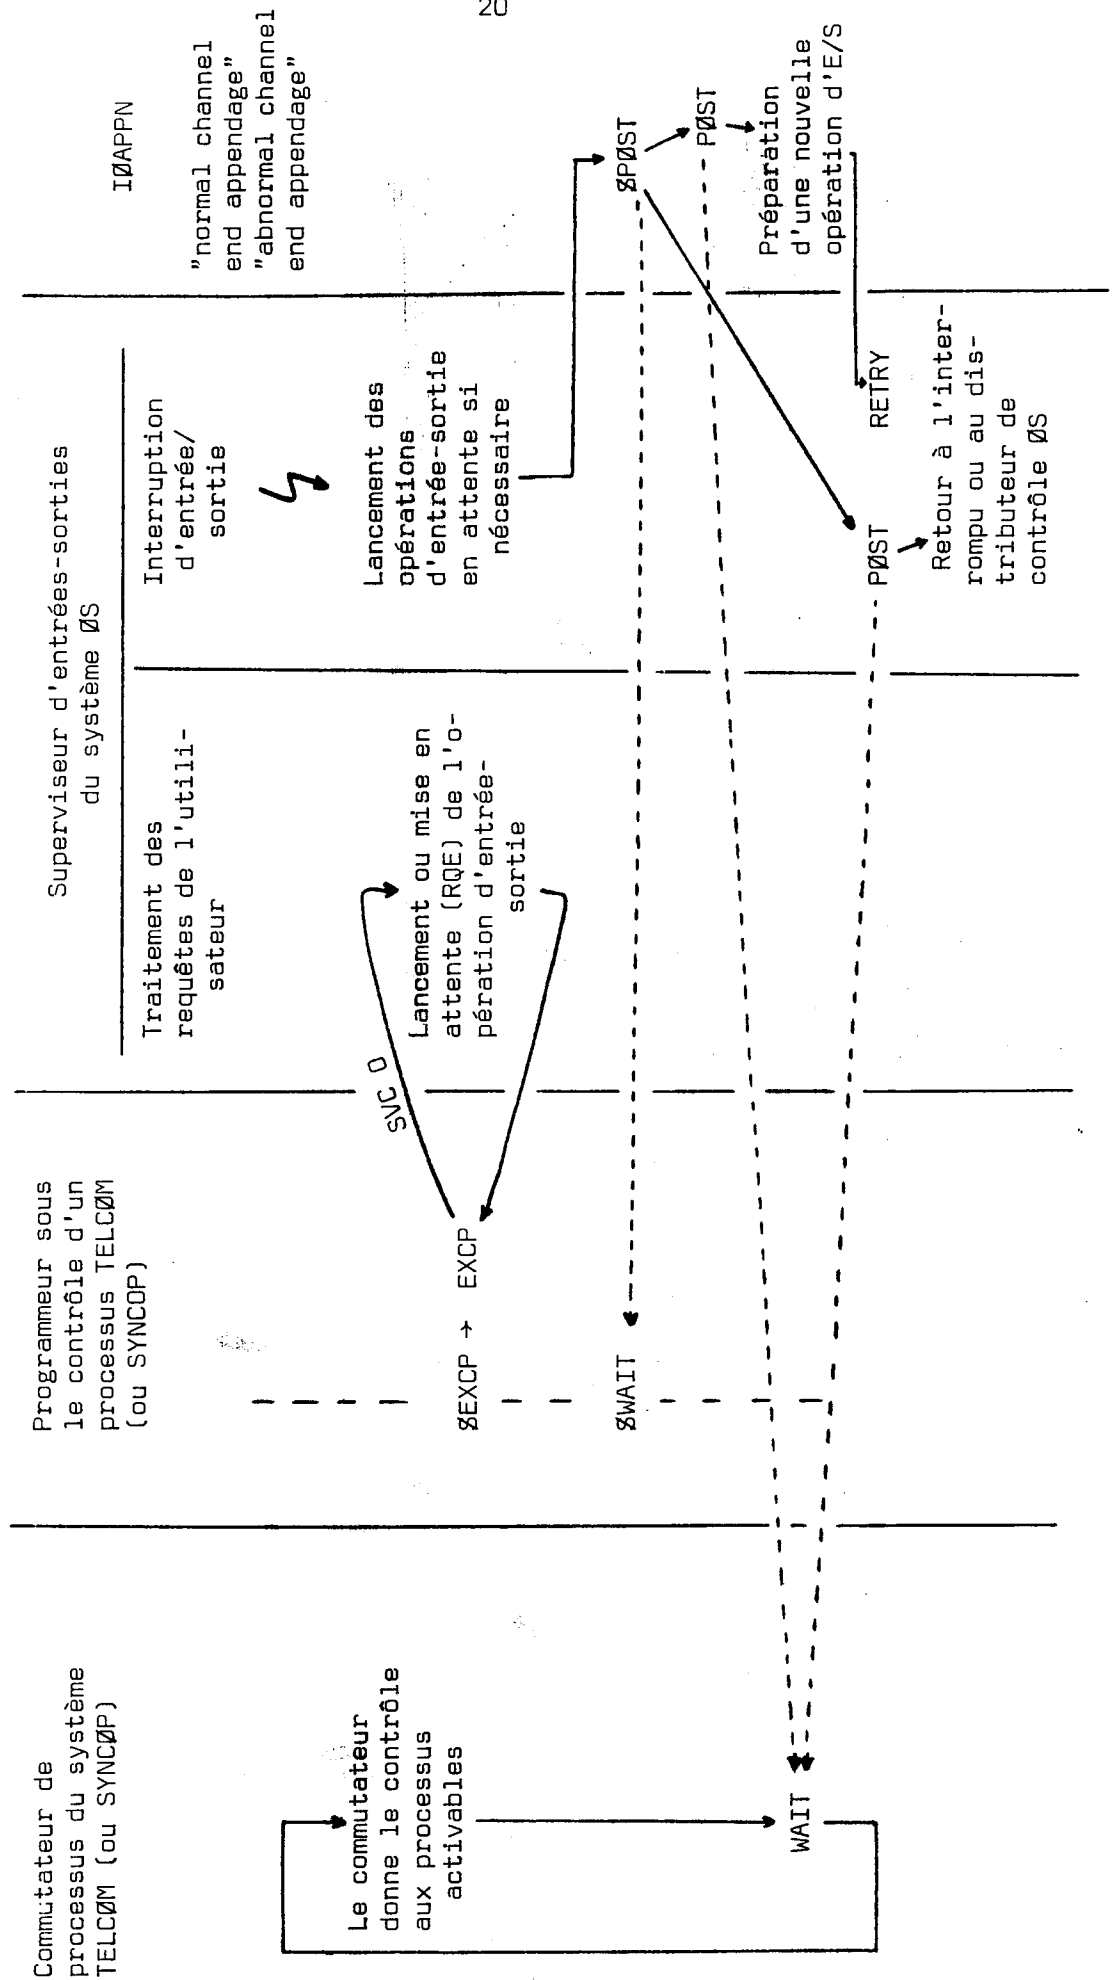 20
Commutateur de
processus du système
TELCØM (ou SYNCØP)
Le commutateur
donne le contrôle
aux processus
activables
WAIT
Programmeur sous
le contrôle d'un
processus TELCØM
(ou SYNCOP)
ØEXCP → EXCP
SVC 0
ØWAIT
Superviseur d'entrées-sorties
du système ØS
Traitement des
requêtes de l'utili-
sateur
Lancement ou mise en
attente (RQE) de l'o-
pération d'entrée-
sortie
Interruption
d'entrée/
sortie
Lancement des
opérations
d'entrée-sortie
en attente si
nécessaire
PØST
Retour à l'inter-
rompu ou au dis-
tributeur de
contrôle ØS
RETRY
IØAPPN
"normal channel
end appendage"
"abnormal channel
end appendage"
ØPØST
PØST
Préparation
d'une nouvelle
opération d'E/S